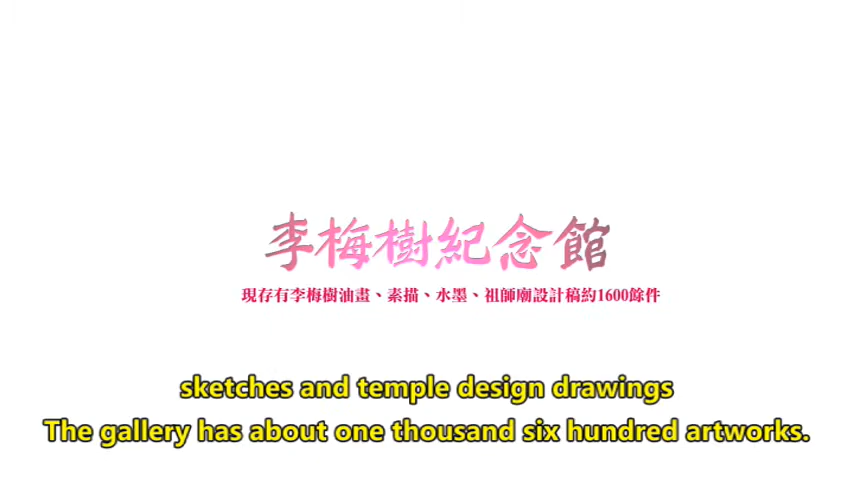 李梅樹紀念館
現存有李梅樹油畫、素描、水墨、祖師廟設計稿約1600餘件
sketches and temple design drawings
The gallery has about one thousand six hundred artworks.